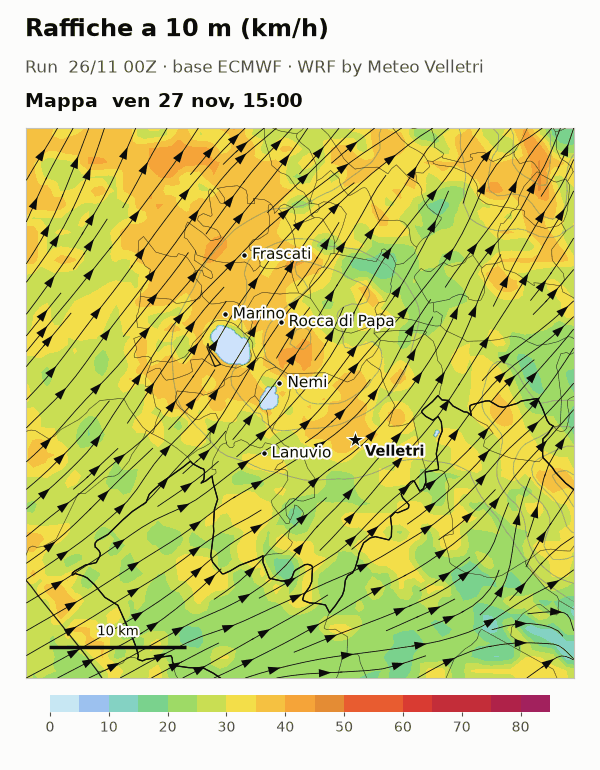 Raffiche a 10 m (km/h)
Run  26/11 00Z · base ECMWF · WRF by Meteo Velletri
Mappa  ven 27 nov, 15:00
Frascati
Marino
Rocca di Papa
Nemi
Velletri
Lanuvio
10 km
0 10 20 30 40 50 60 70 80